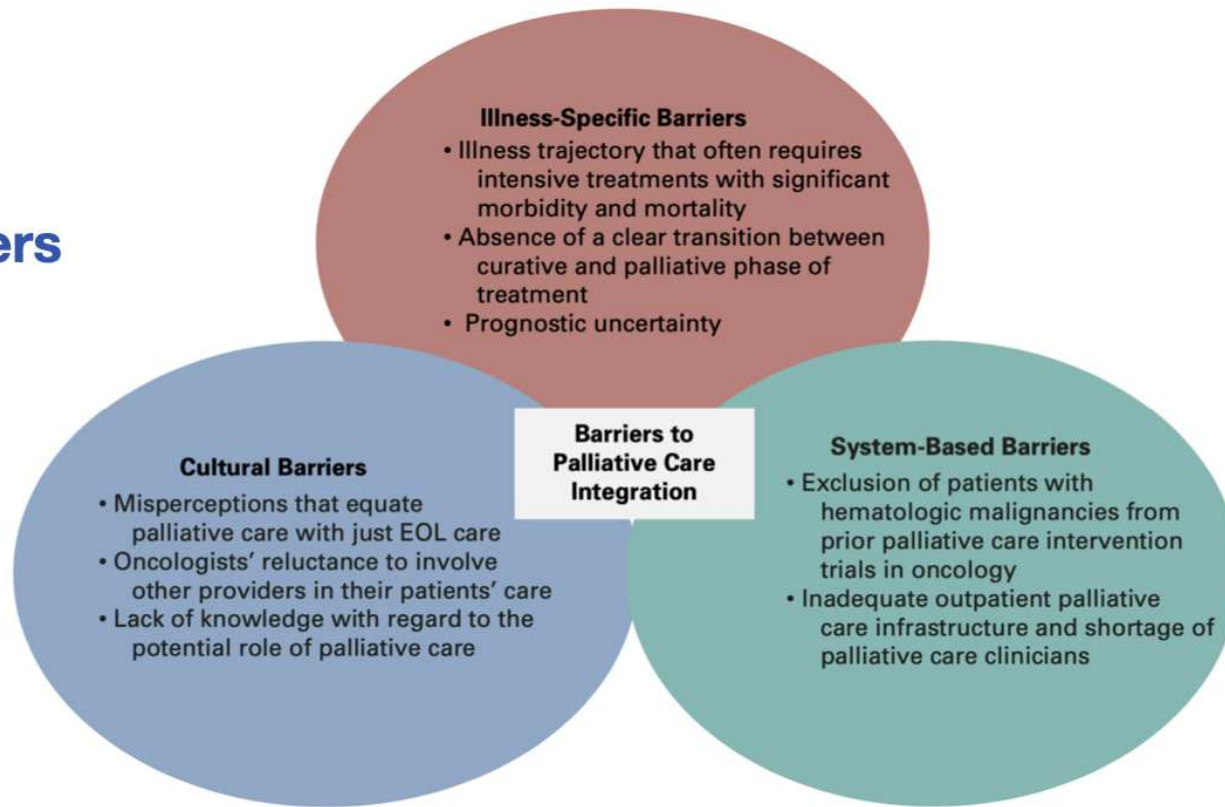 ers
Illness-Specific Barriers
• Illness trajectory that often requires
intensive treatments with significant
morbidity and mortality
• Absence of a clear transition between
curative and palliative phase of
treatment
• Prognostic uncertainty
Barriers to
Palliative Care
Integration
Cultural Barriers
• Misperceptions that equate
palliative care with just EOL care
• Oncologists’ reluctance to involve
other providers in their patients’ care
• Lack of knowledge with regard to the
potential role of palliative care
System-Based Barriers
• Exclusion of patients with
hematologic malignancies from
prior palliative care intervention
trials in oncology
• Inadequate outpatient palliative
care infrastructure and shortage of
palliative care clinicians